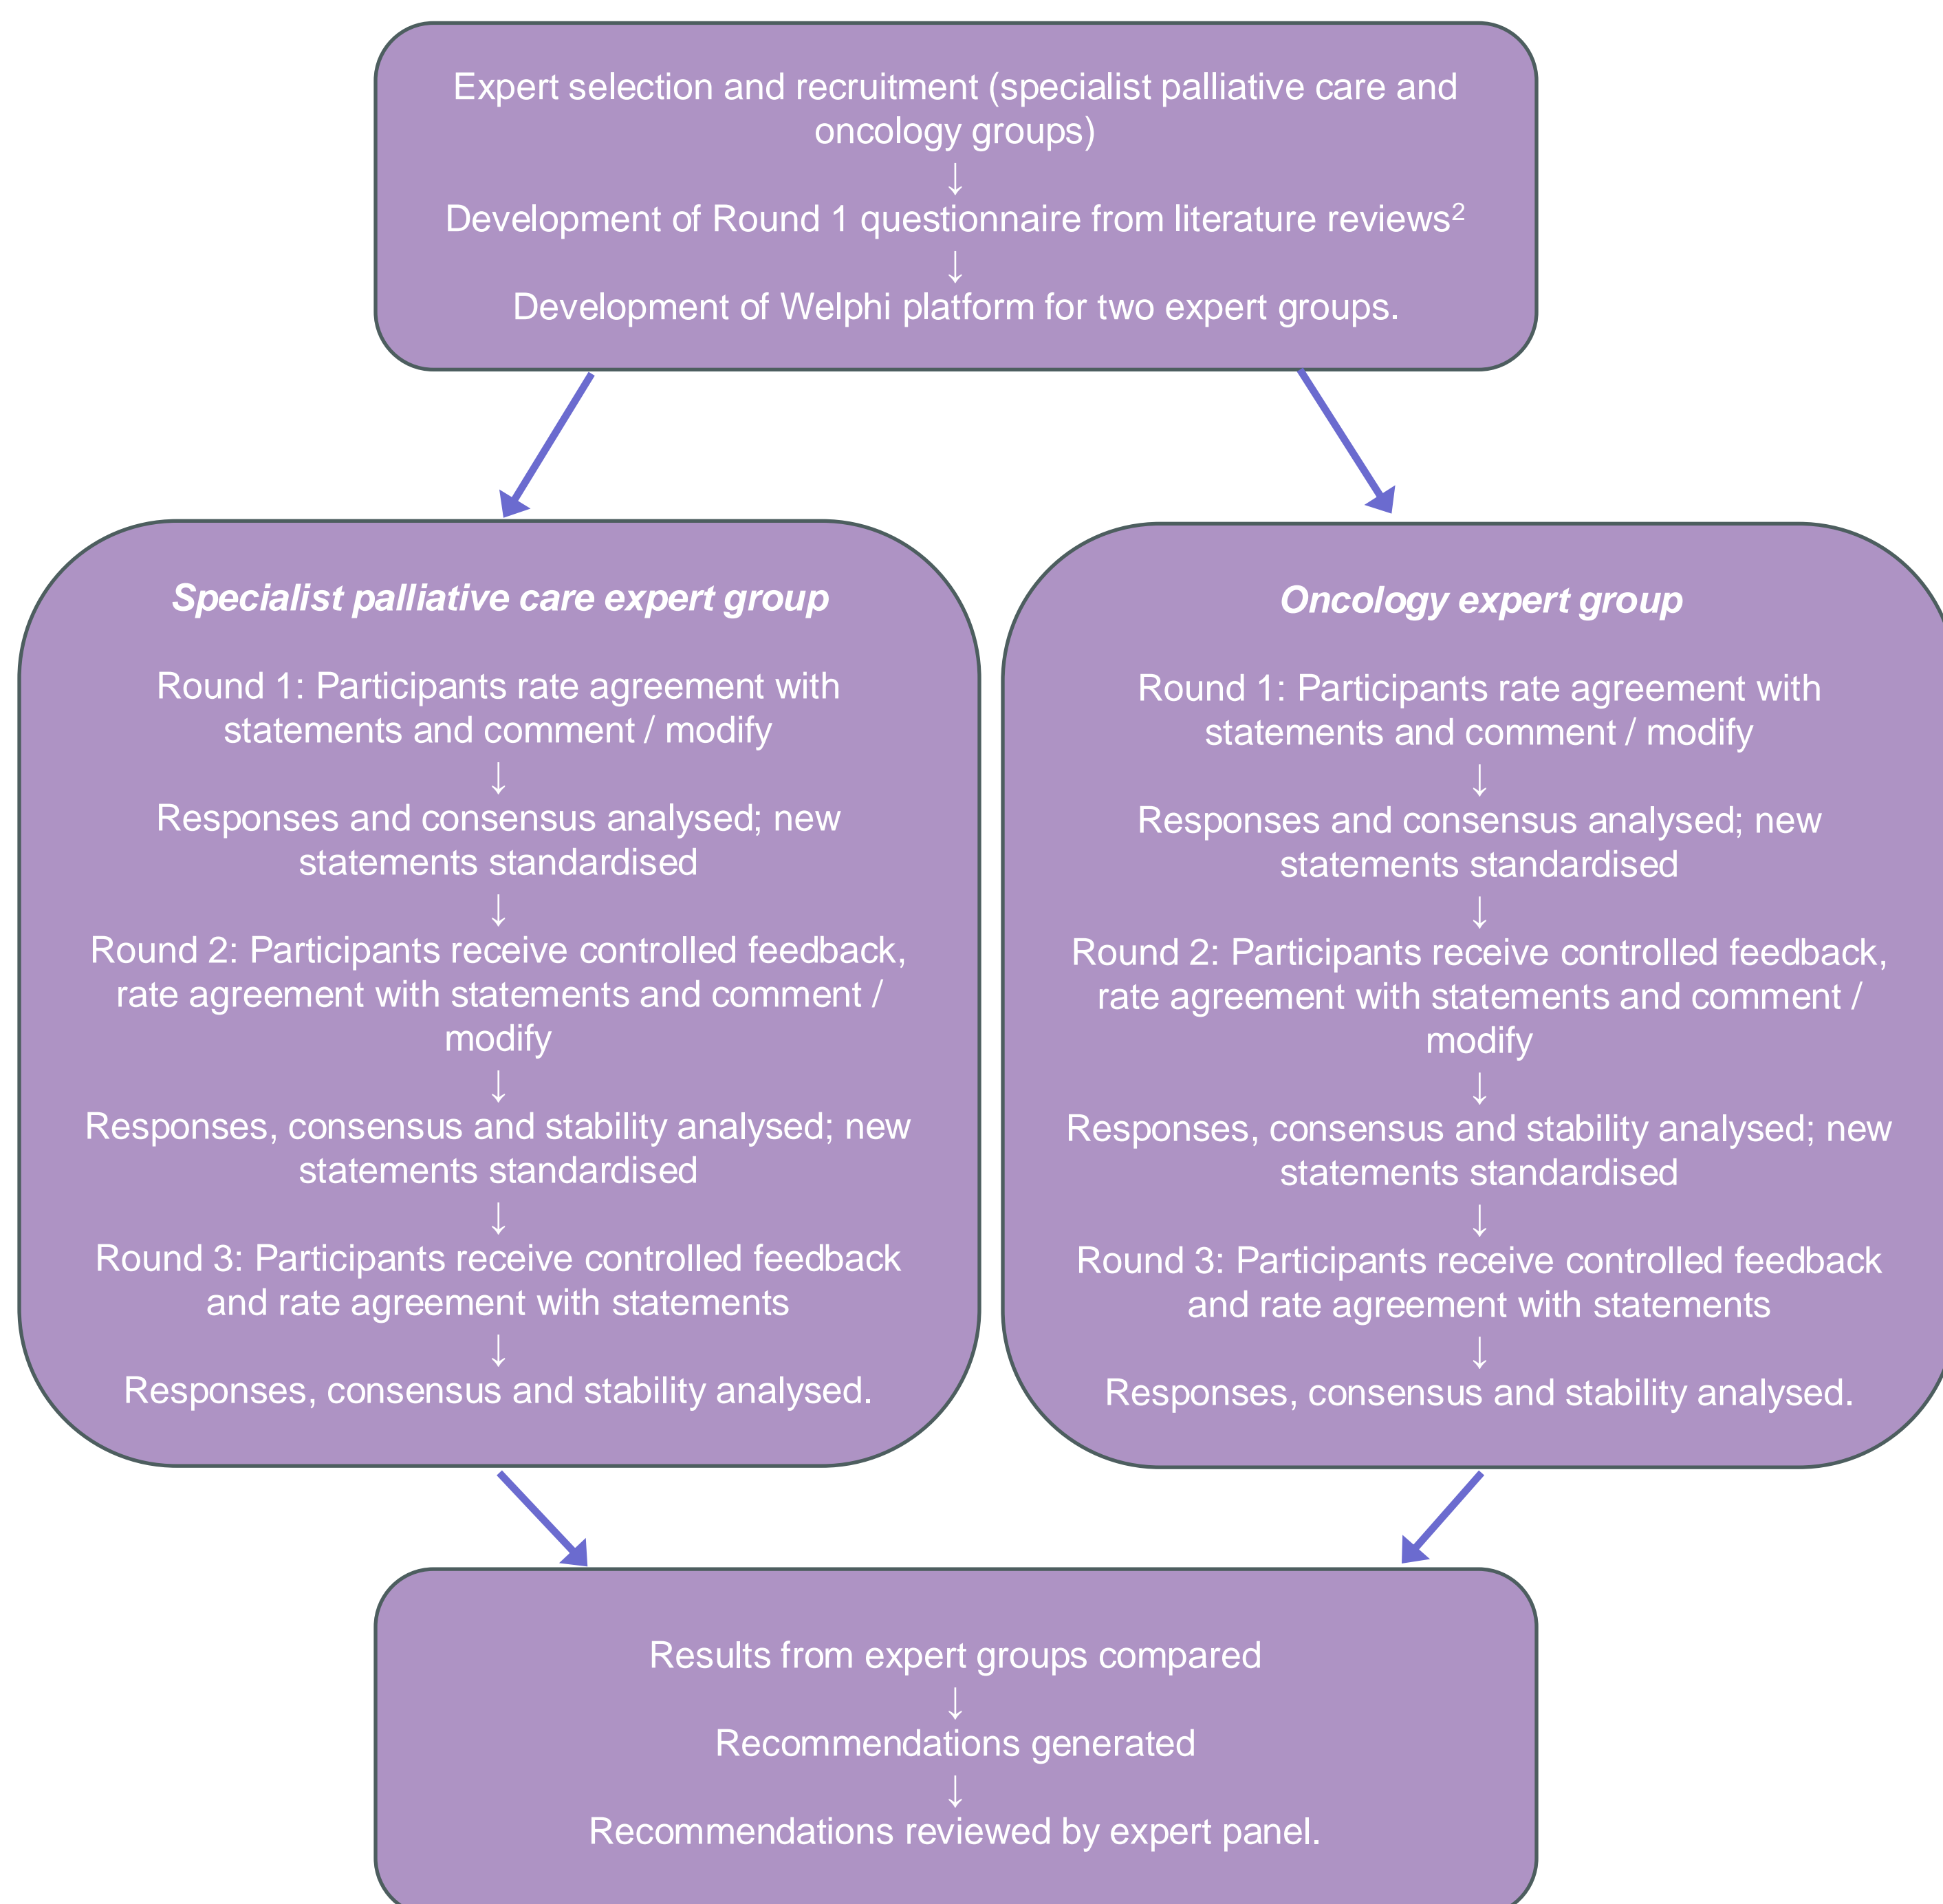 Expert selection and recruitment (specialist palliative care and
oncology groups)
↓
Development of Round 1 questionnaire from literature reviews²
↓
Development of Welphi platform for two expert groups.
Specialist palliative care expert group
Round 1: Participants rate agreement with
statements and comment / modify
↓
Responses and consensus analysed; new
statements standardised
↓
Round 2: Participants receive controlled feedback,
rate agreement with statements and comment /
modify
↓
Responses, consensus and stability analysed; new
statements standardised
↓
Round 3: Participants receive controlled feedback
and rate agreement with statements
↓
Responses, consensus and stability analysed.
Oncology expert group
Round 1: Participants rate agreement with
statements and comment / modify
↓
Responses and consensus analysed; new
statements standardised
↓
Round 2: Participants receive controlled feedback,
rate agreement with statements and comment /
modify
↓
Responses, consensus and stability analysed; new
statements standardised
↓
Round 3: Participants receive controlled feedback
and rate agreement with statements
↓
Responses, consensus and stability analysed.
Results from expert groups compared
↓
Recommendations generated
↓
Recommendations reviewed by expert panel.